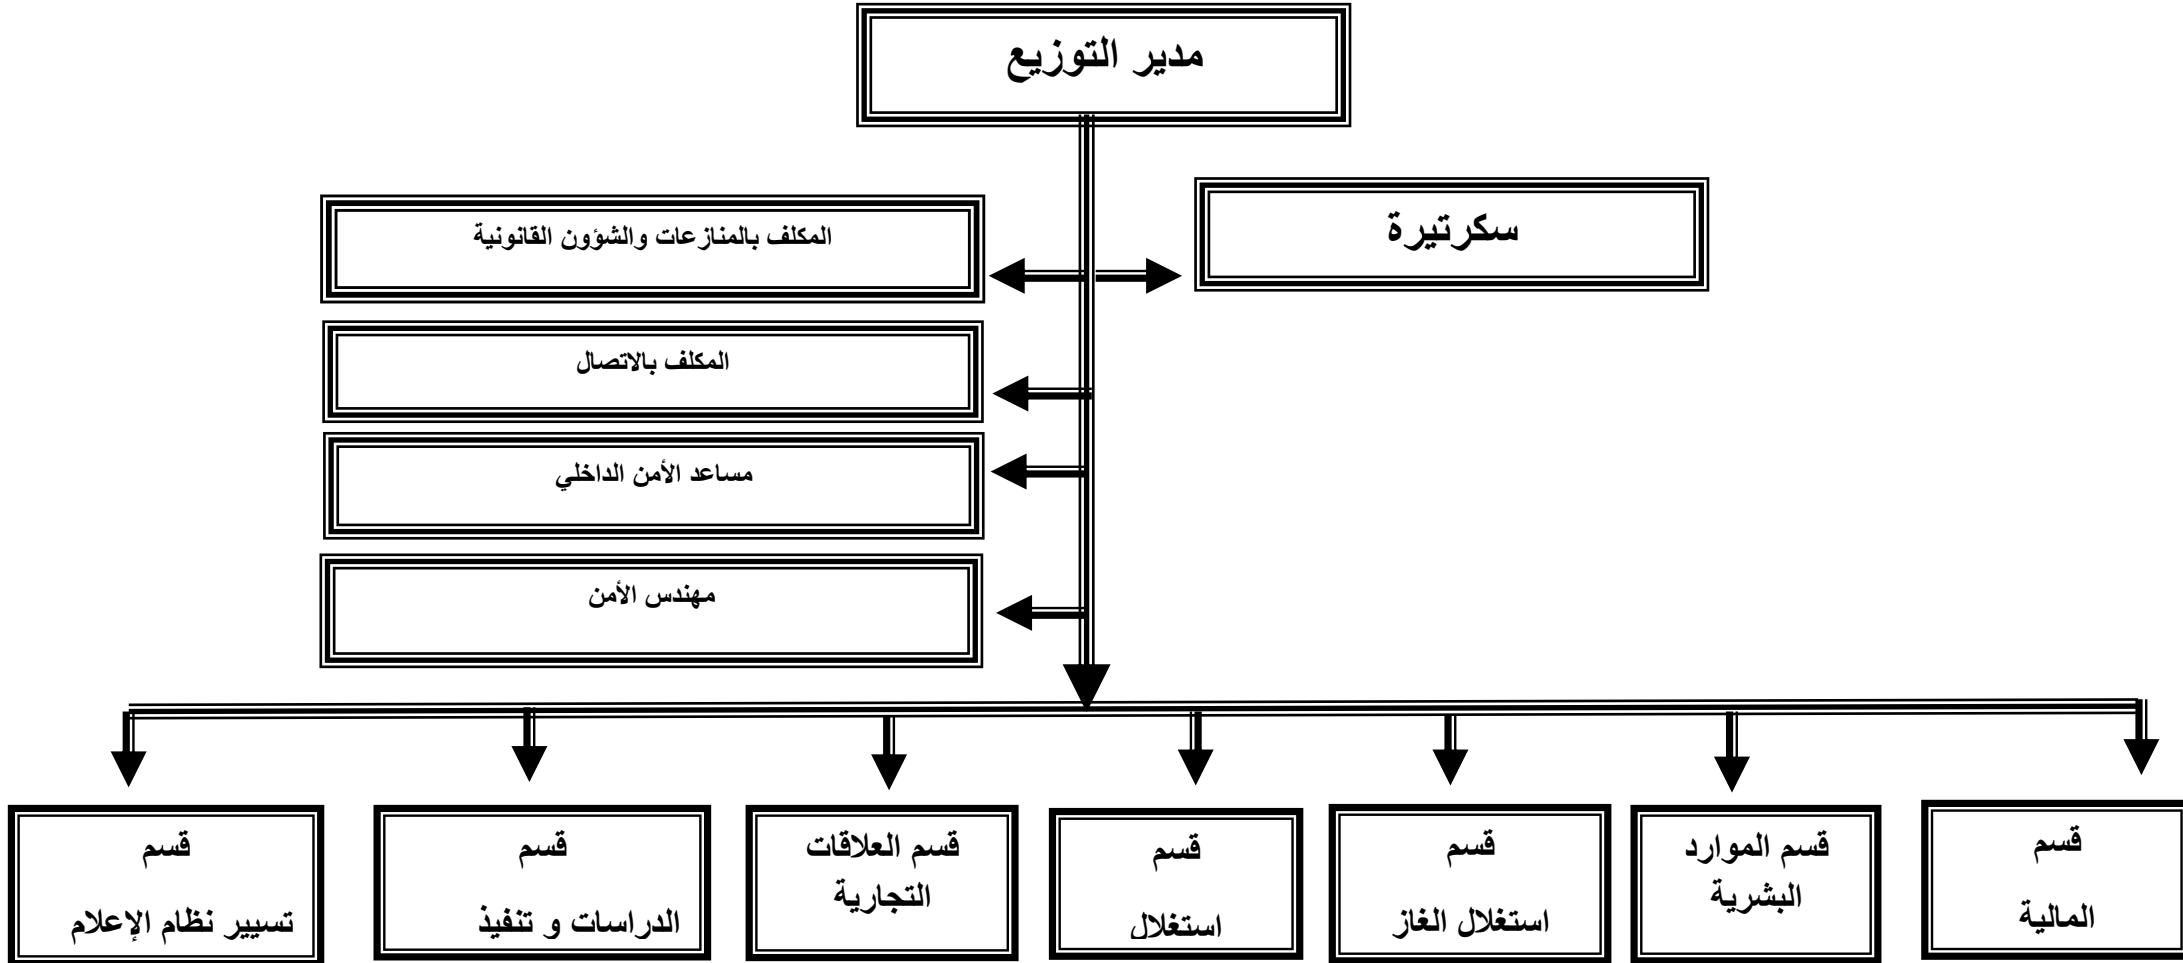 مدير التوزيع
سكرتيرة
المكلف بالمنازعات والشؤون القانونية
المكلف بالاتصال
مساعد الأمن الداخلي
مهندس الأمن
قسم
المالية
قسم الموارد
البشرية
قسم
استغلال الغاز
قسم
استغلال
قسم العلاقات
التجارية
قسم
الدراسات و تنفيذ
قسم
تسيير نظام الإعلام